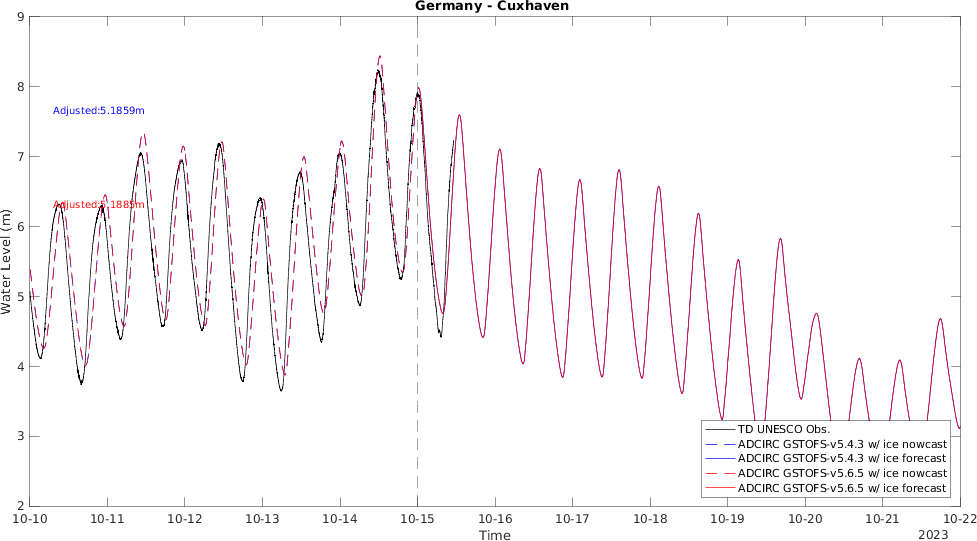 Germany - Cuxhaven
9
8
7
6
5
4
3
2
Water Level (m)
Adjusted:5.1859m
Adjusted:5.1885m
TD UNESCO Obs.
ADCIRC GSTOFS-v5.4.3 w/ ice nowcast
ADCIRC GSTOFS-v5.4.3 w/ ice forecast
ADCIRC GSTOFS-v5.6.5 w/ ice nowcast
ADCIRC GSTOFS-v5.6.5 w/ ice forecast
10-10 10-11 10-12 10-13 10-14 10-15 10-16 10-17 10-18 10-19 10-20 10-21 10-22
Time
2023